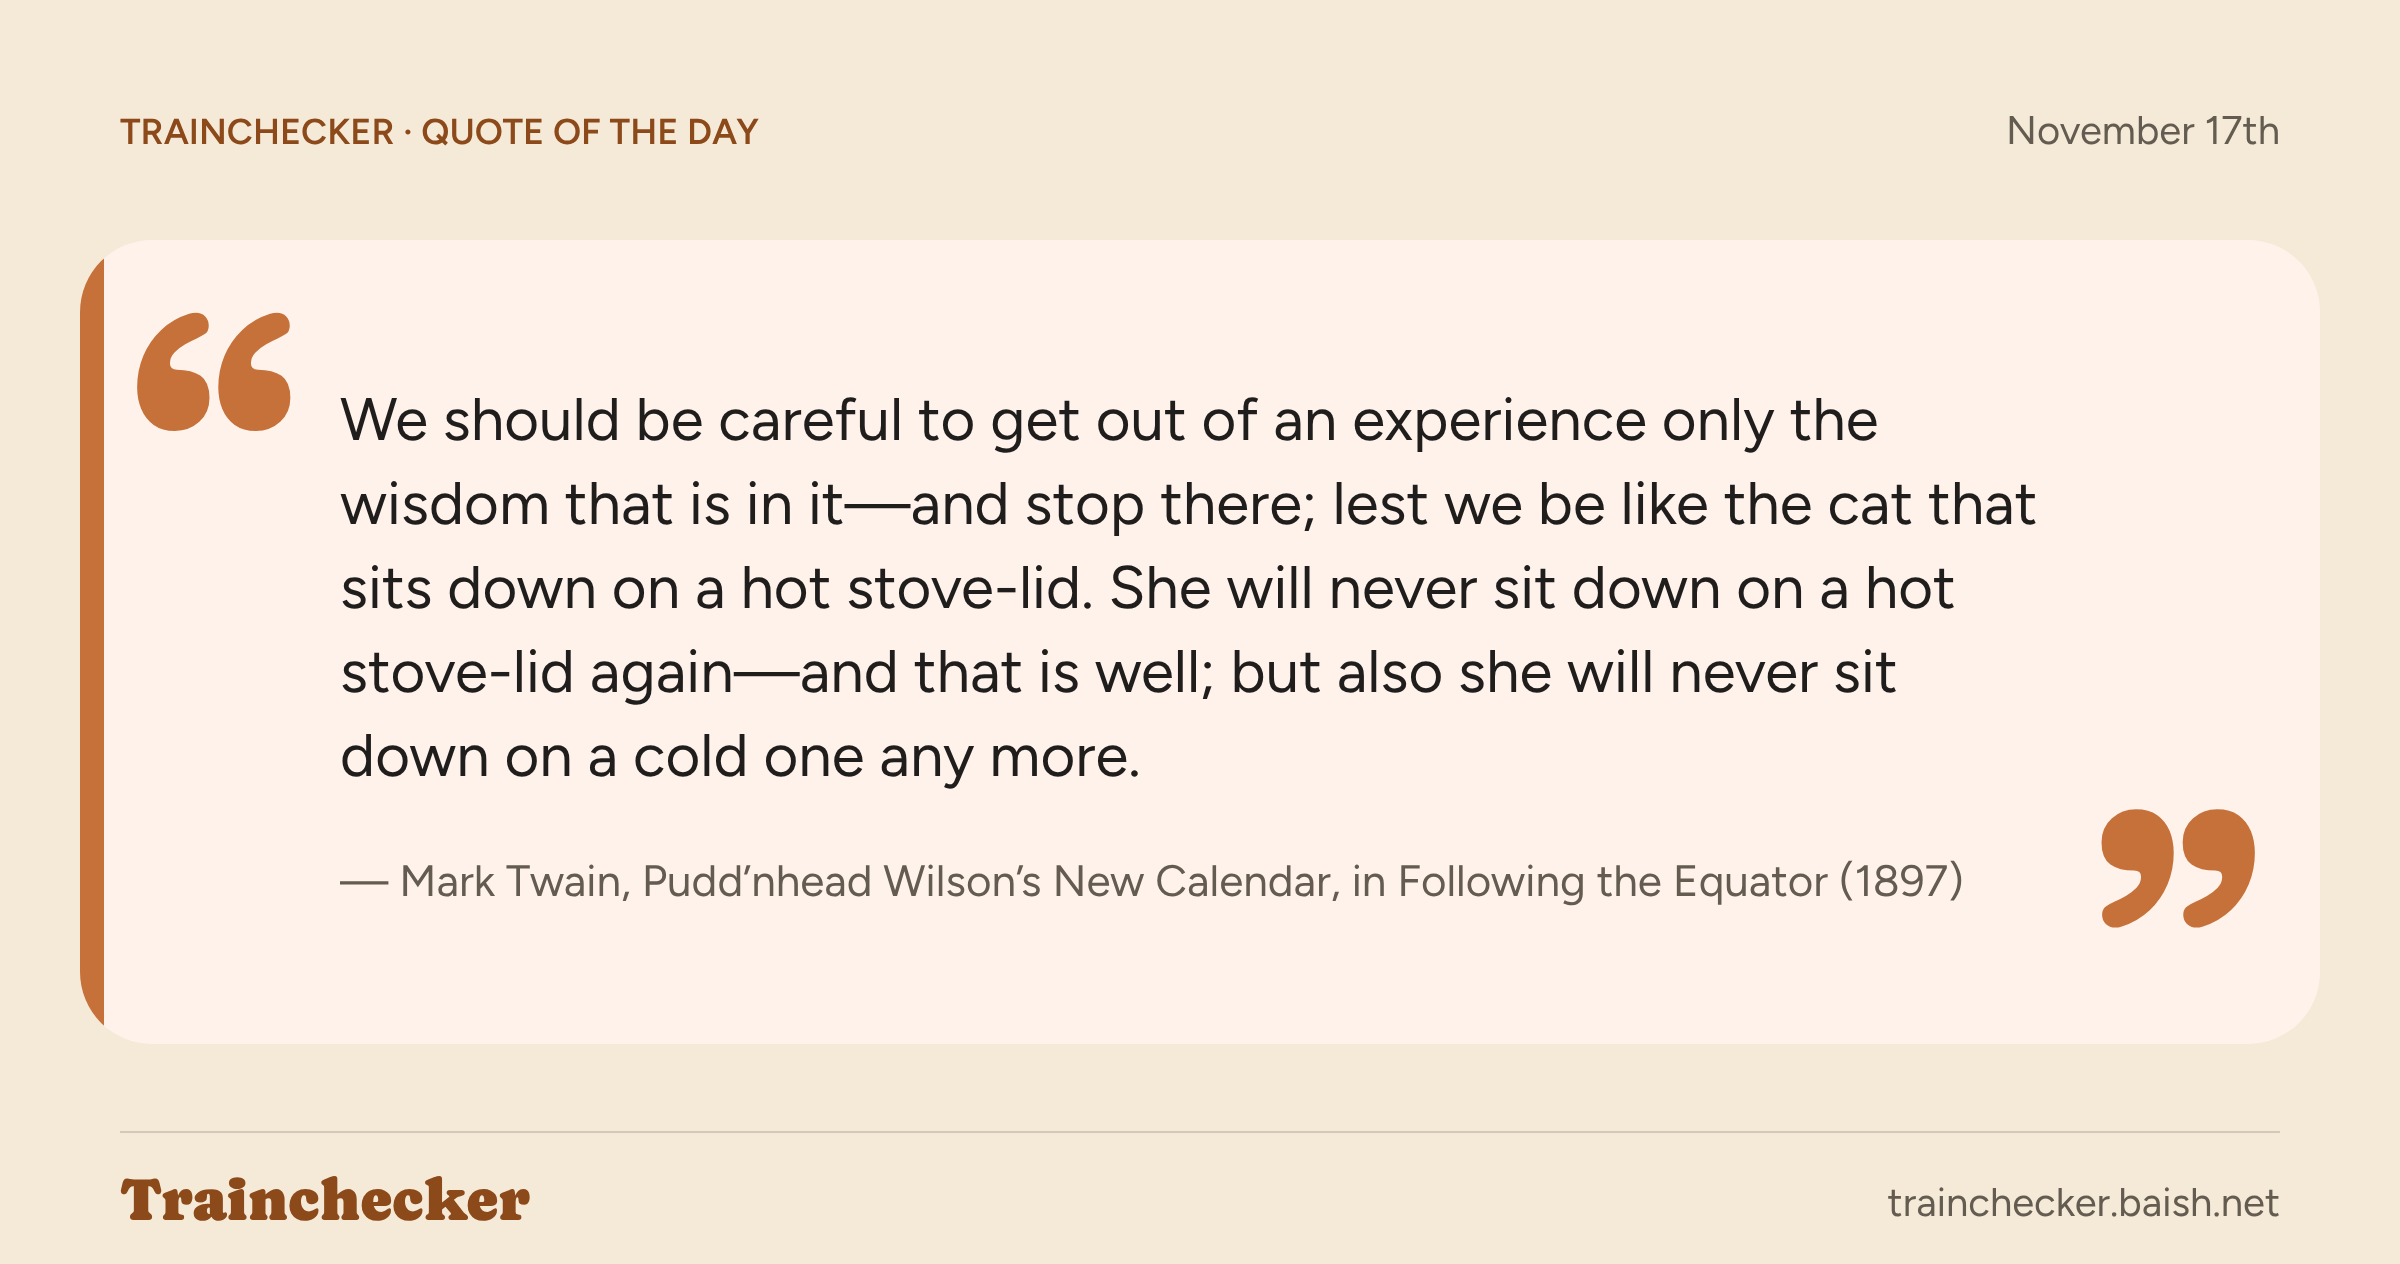 TRAINCHECKER · QUOTE OF THE DAY
November 17th
“
We should be careful to get out of an experience only the
wisdom that is in it—and stop there; lest we be like the cat that
sits down on a hot stove-lid. She will never sit down on a hot
stove-lid again—and that is well; but also she will never sit
down on a cold one any more.
— Mark Twain, Pudd’nhead Wilson’s New Calendar, in Following the Equator (1897)
”
Trainchecker
trainchecker.baish.net